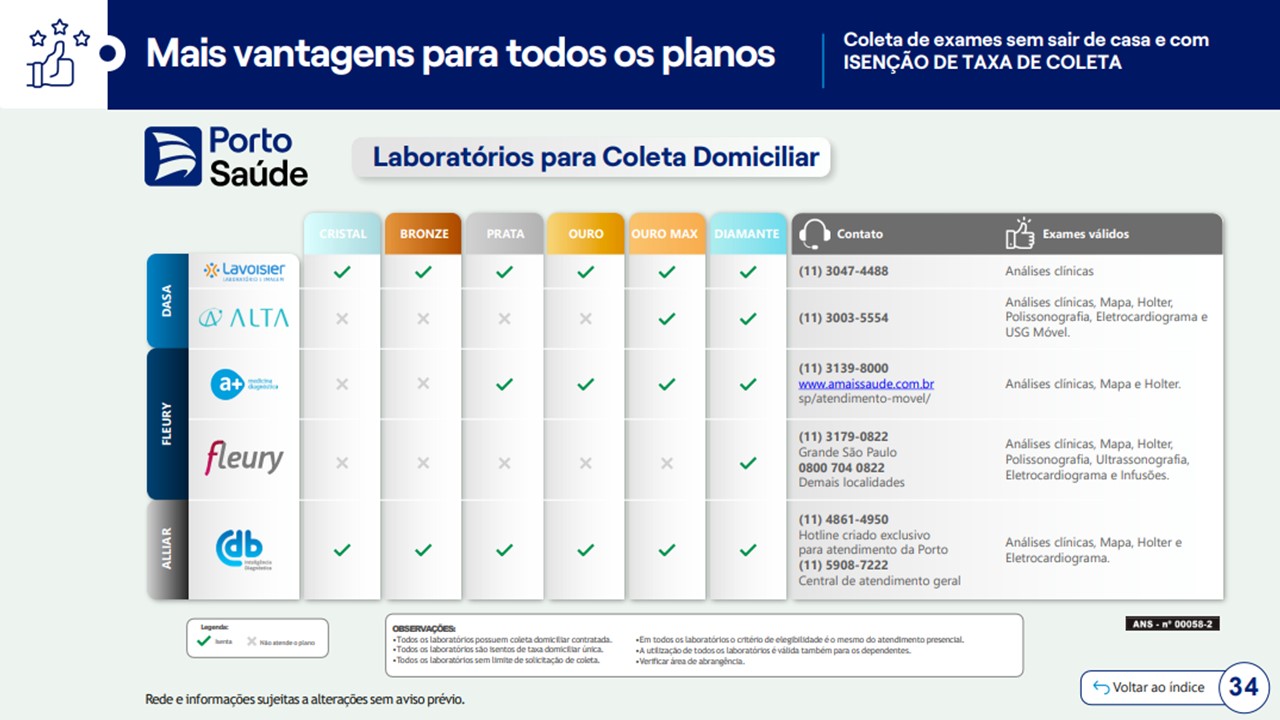 Mais vantagens para todos os planos
Coleta de exames sem sair de casa e com
ISENÇÃO DE TAXA DE COLETA
Porto
Saúde
Laboratórios para Coleta Domiciliar
CRISTAL
BRONZE
PRATA
OURO
OURO MAX
DIAMANTE
Contato
Exames válidos
DASA
Lavoisier
(11) 3047-4488
Análises clínicas
ALTA
(11) 3003-5554
Análises clínicas, Mapa, Holter,
Polissonografia, Eletrocardiograma e
USG Móvel.
FLEURY
a+ medicina
diagnóstica
(11) 3139-8000
www.amaissaude.com.br
sp/atendimento-movel/
Análises clínicas, Mapa e Holter.
fleury
(11) 3179-0822
Grande São Paulo
0800 704 0822
Demais localidades
Análises clínicas, Mapa, Holter,
Polissonografia, Ultrassonografia,
Eletrocardiograma e Infusões.
ALLIAR
cdb
Inteligência
Diagnóstica
(11) 4861-4950
Hotline criado exclusivo
para atendimento da Porto
(11) 5908-7222
Central de atendimento geral
Análises clínicas, Mapa, Holter e
Eletrocardiograma.
Legenda:
Isenta
Não atende o plano
OBSERVAÇÕES:
•Todos os laboratórios possuem coleta domiciliar contratada.
•Todos os laboratórios são isentos de taxa domiciliar única.
•Todos os laboratórios sem limite de solicitação de coleta.
•Em todos os laboratórios o critério de elegibilidade é o mesmo do atendimento presencial.
•A utilização de todos os laboratórios é válida também para os dependentes.
•Verificar área de abrangência.
ANS - nº 00058-2
Rede e informações sujeitas a alterações sem aviso prévio.
Voltar ao índice
34